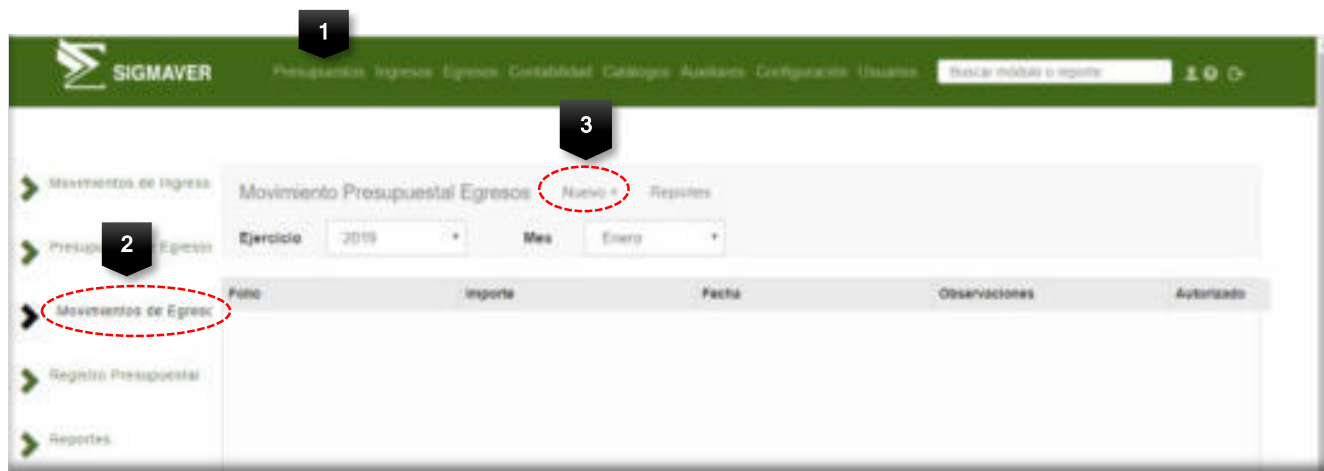 1
SIGMAVER
Presupuestos Ingresos Egresos Contabilidad Catálogos Auxiliares Configuración Usuarios Buscar módulo o reporte
3
Movimientos de Ingreso
Movimiento Presupuestal Egresos Nuevo Reportes
2
Egresos
Ejercicio 2019 Mes Enero
Movimientos de Egreso
Folio Importe Fecha Observaciones Autorizado
Registro Presupuestal
Reportes